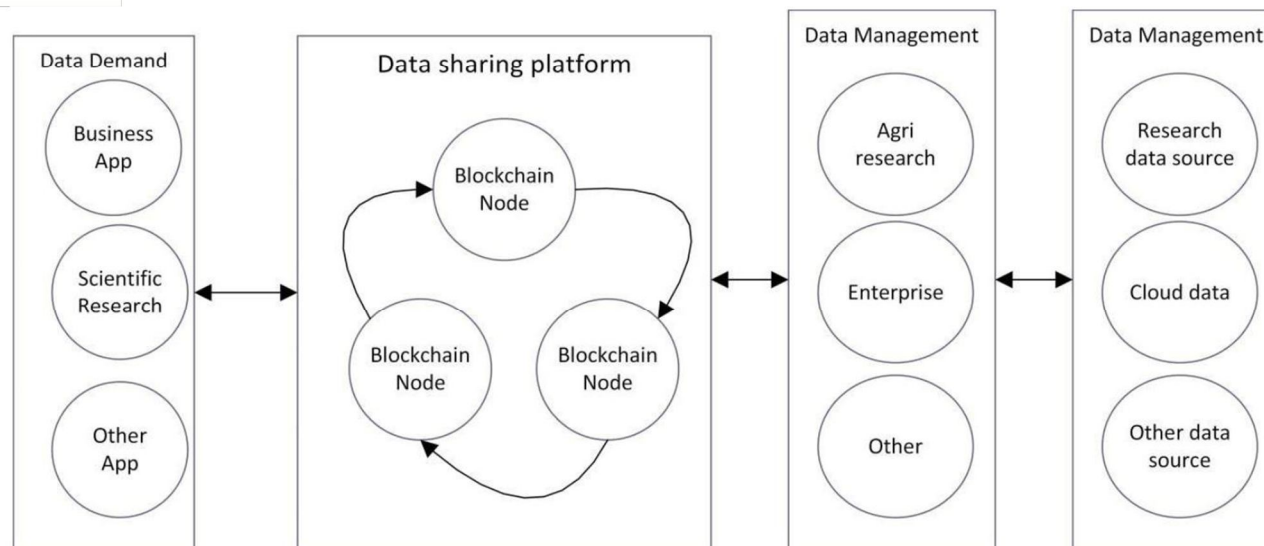 Data Demand
Business
App
Scientific
Research
Other
App
Data sharing platform
Blockchain
Node
Blockchain
Node
Blockchain
Node
Data Management
Agri
research
Enterprise
Other
Data Management
Research
data source
Cloud data
Other data
source